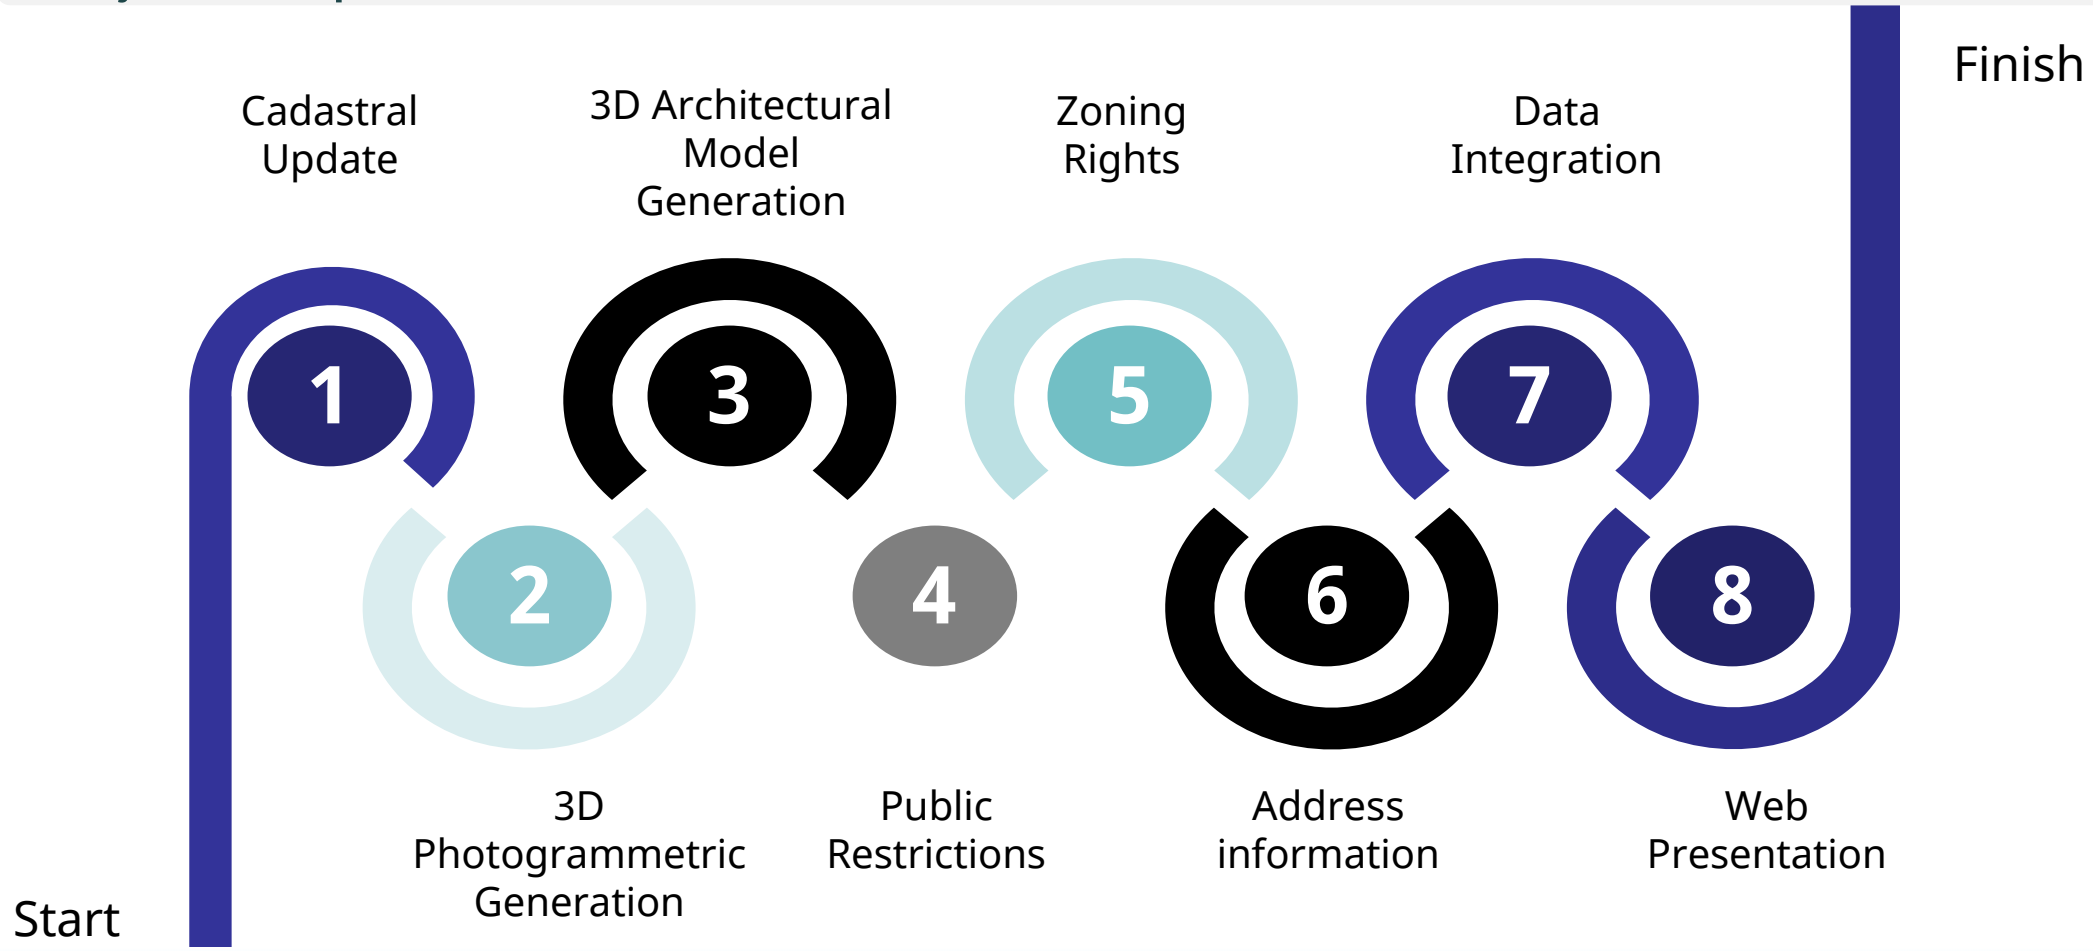 Finish
Cadastral
Update
3D Architectural
Model
Generation
Zoning
Rights
Data
Integration
1
3
5
7
2
4
6
8
3D
Photogrammetric
Generation
Public
Restrictions
Address
information
Web
Presentation
Start